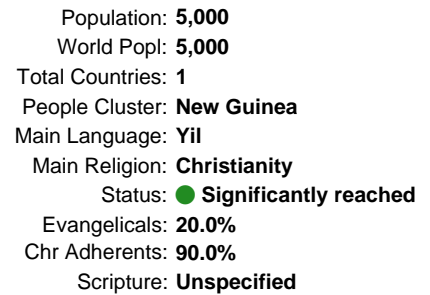 Population: 5,000
World Popl: 5,000
Total Countries: 1
People Cluster: New Guinea
Main Language: Yil
Main Religion: Christianity
Status: Significantly reached
Evangelicals: 20.0%
Chr Adherents: 90.0%
Scripture: Unspecified